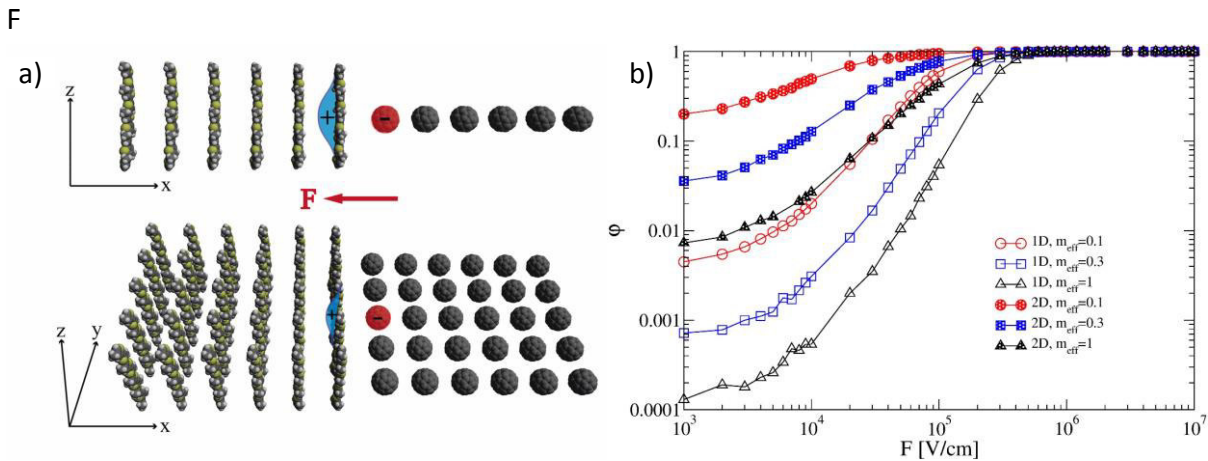 F
a)
z
x
+
-
F
z
y
x
+
-
b)
1
0.1
0.01
φ
0.001
0.0001
1D, m_eff=0.1
1D, m_eff=0.3
1D, m_eff=1
2D, m_eff=0.1
2D, m_eff=0.3
2D, m_eff=1
10^3
10^4
10^5
10^6
10^7
F [V/cm]